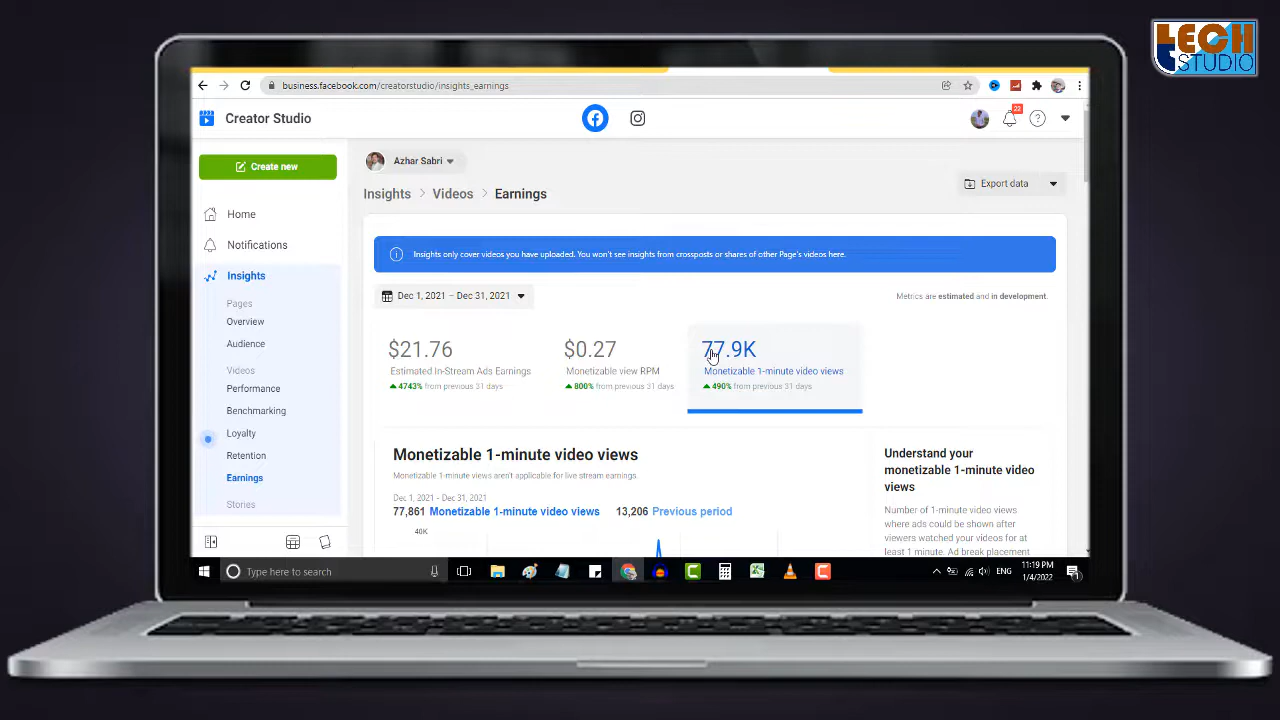 LECH
STUDIO
business.facebook.com/creatorstudio/insights_earnings
Creator Studio
22
Create new
Azhar Sabri
Insights > Videos > Earnings
Export data
Home
Notifications
Insights
Pages
Overview
Audience
Videos
Performance
Benchmarking
Loyalty
Retention
Earnings
Stories
Insights only cover videos you have uploaded. You won't see insights from crossposts or shares of other Page's videos here.
Dec 1, 2021 – Dec 31, 2021
Metrics are estimated and in development.
$21.76
Estimated In-Stream Ads Earnings
4743% from previous 31 days
$0.27
Monetizable view RPM
800% from previous 31 days
77.9K
Monetizable 1-minute video views
490% from previous 31 days
Monetizable 1-minute video views
Monetizable 1-minute views aren't applicable for live stream earnings.
Dec 1, 2021 - Dec 31, 2021
77,861 Monetizable 1-minute video views 13,206 Previous period
40K
Understand your
monetizable 1-minute video
views
Number of 1-minute video views
where ads could be shown after
viewers watched your videos for at
least 1 minute. Ad break placement
Type here to search
ENG
11:19 PM
1/4/2022